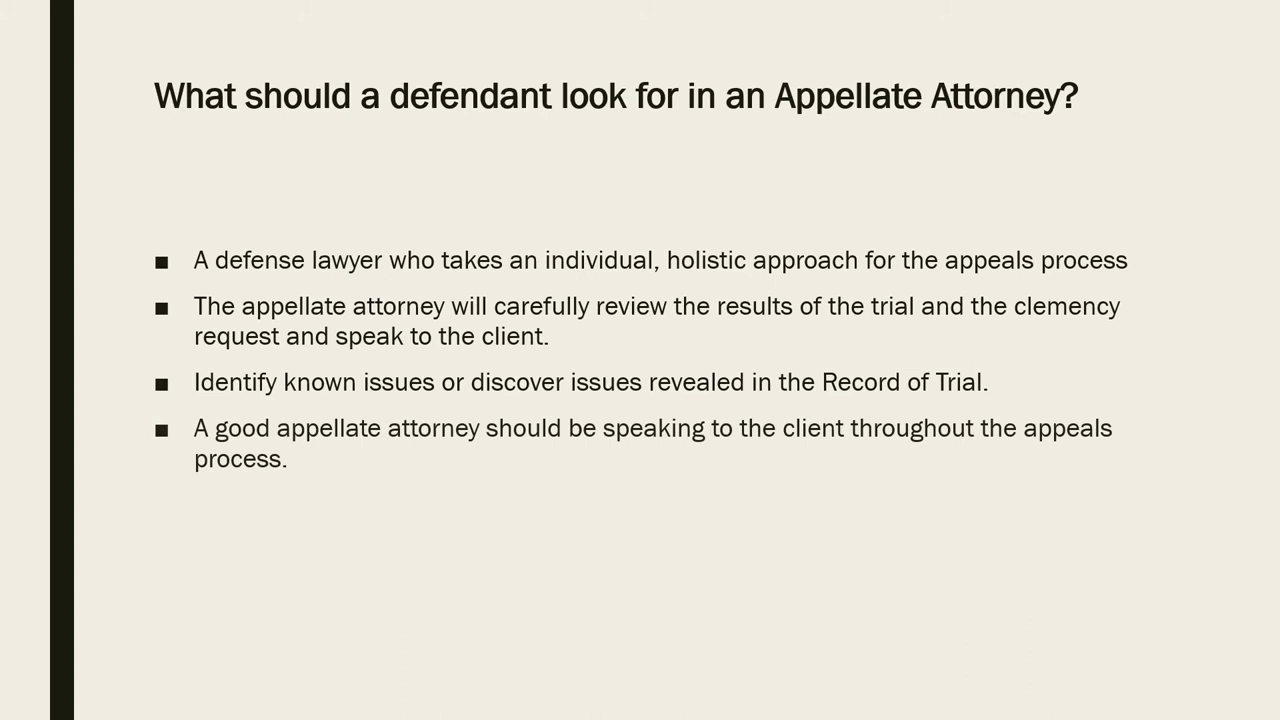 What should a defendant look for in an Appellate Attorney?
■ A defense lawyer who takes an individual, holistic approach for the appeals process
■ The appellate attorney will carefully review the results of the trial and the clemency
request and speak to the client.
■ Identify known issues or discover issues revealed in the Record of Trial.
■ A good appellate attorney should be speaking to the client throughout the appeals
process.